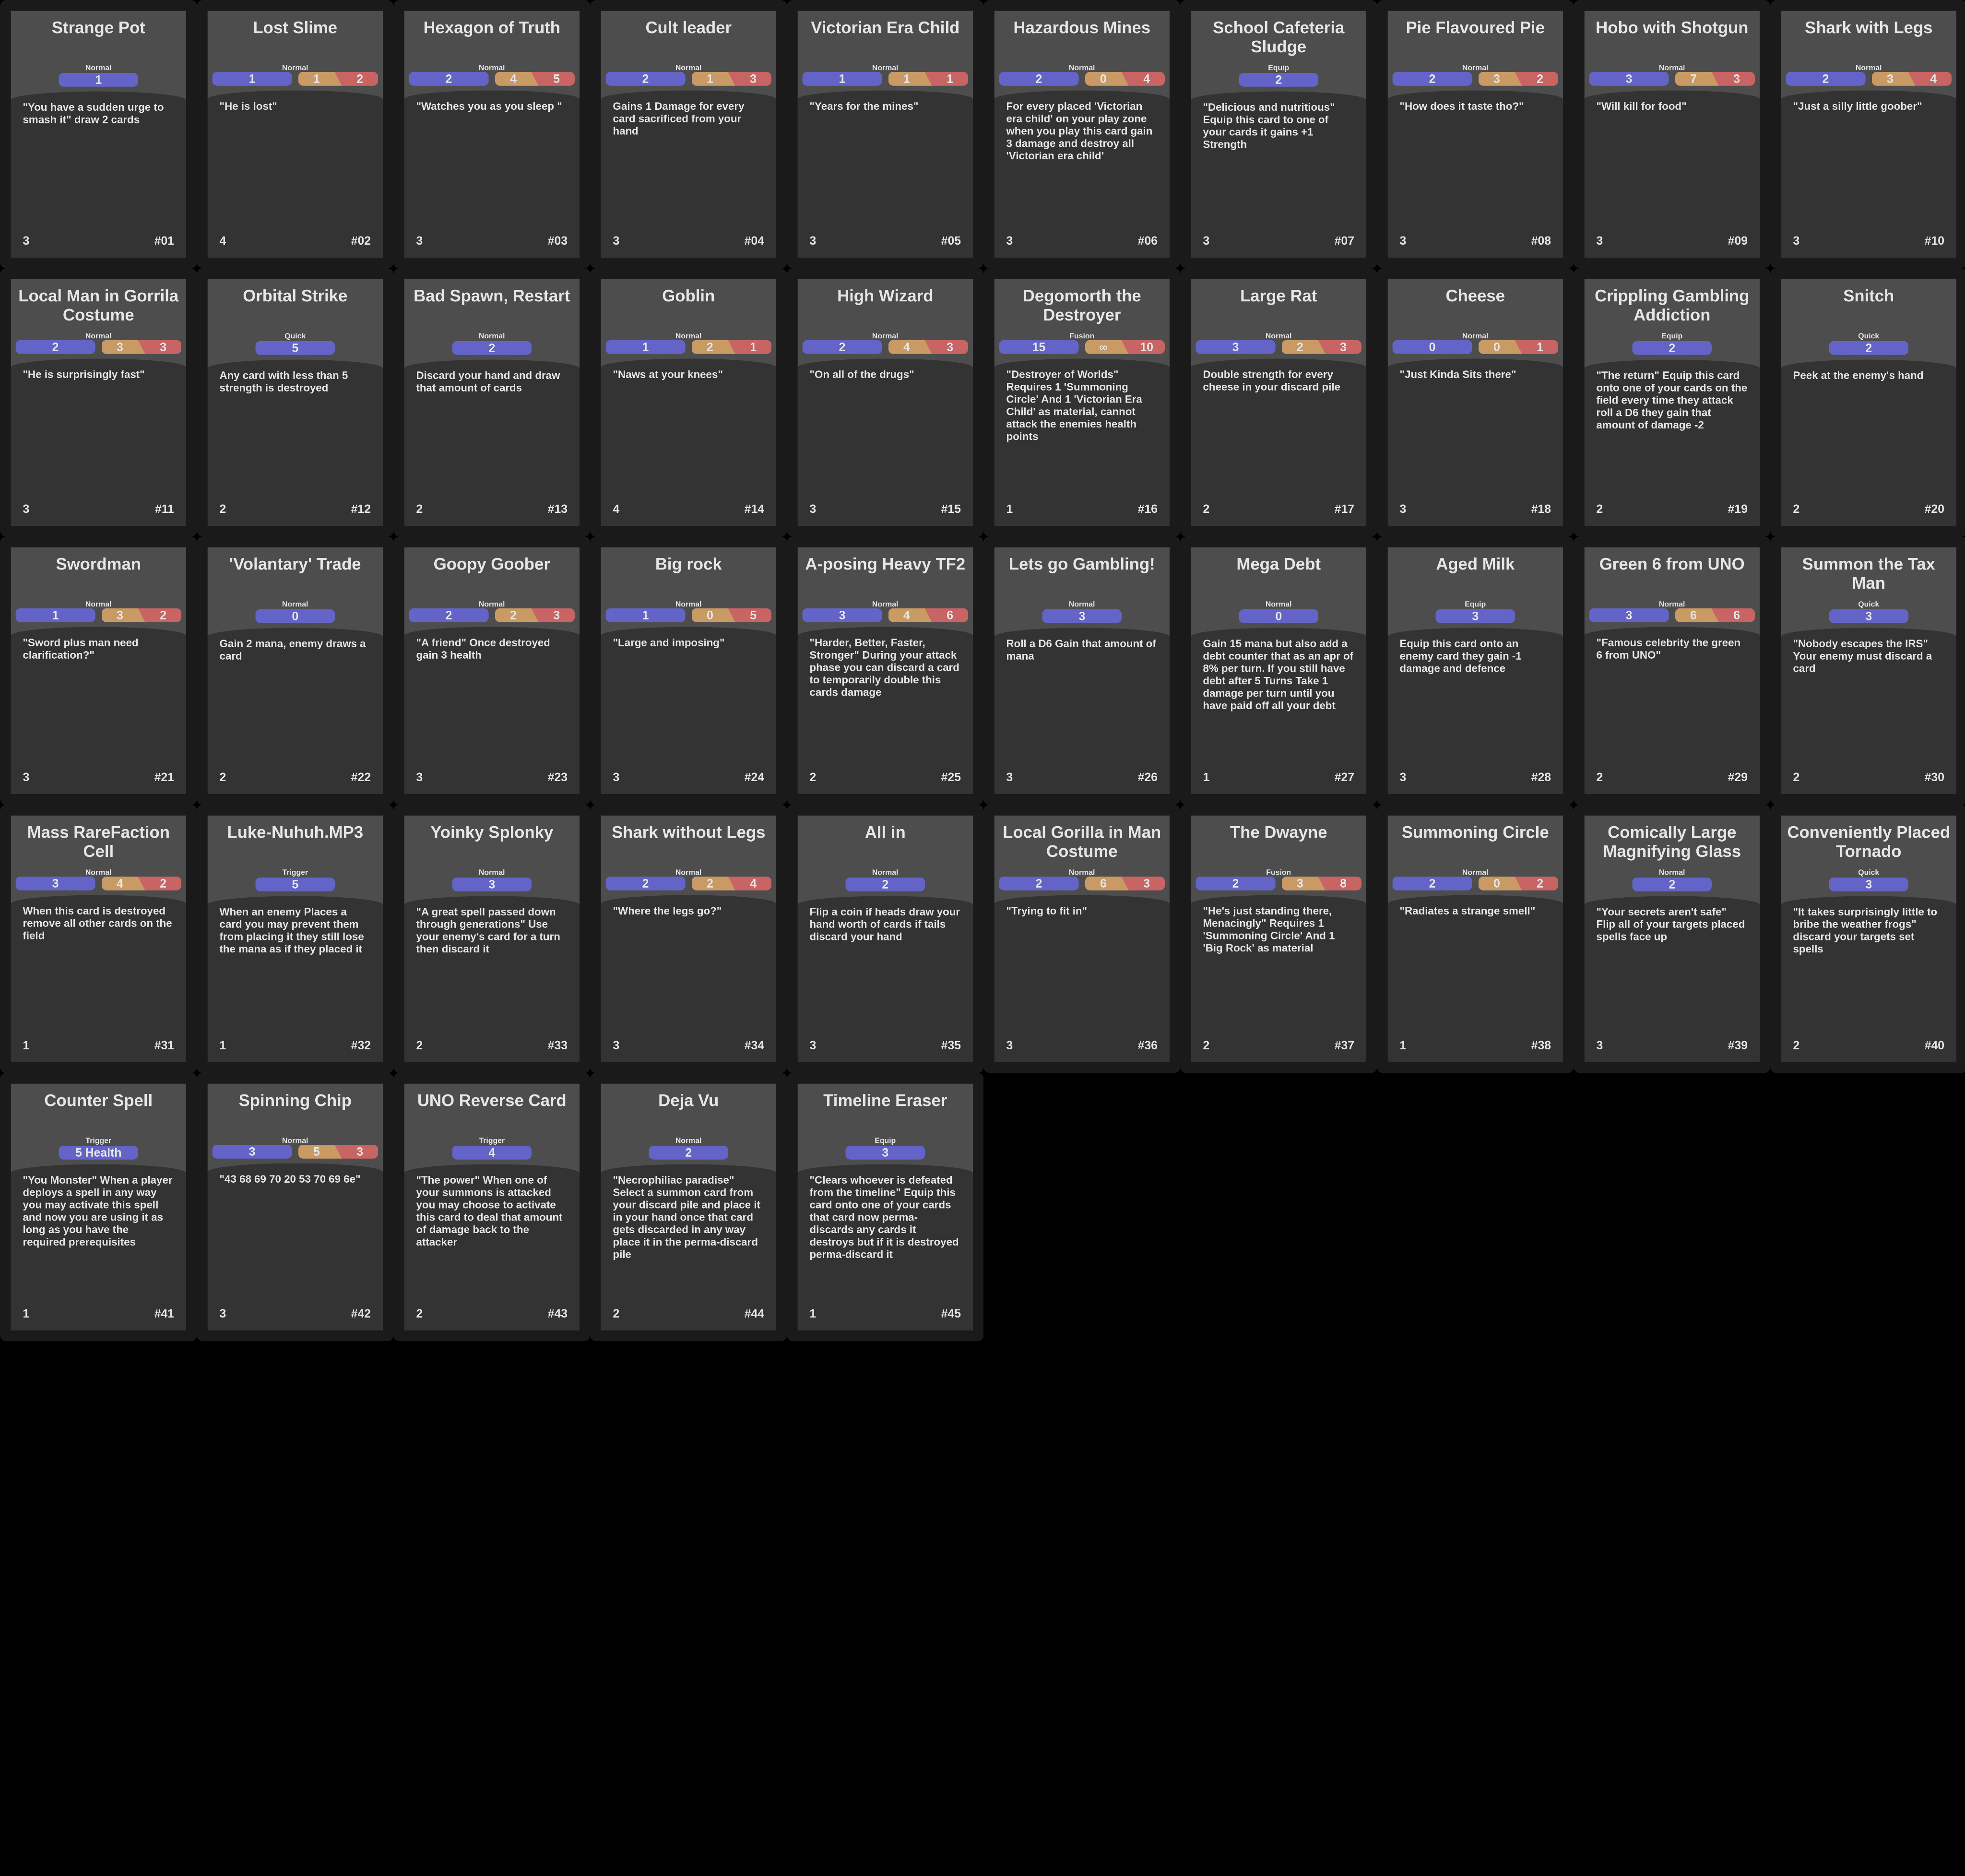 Strange Pot
Normal
1
"You have a sudden urge to
smash it" draw 2 cards
3 #01
Lost Slime
Normal
1 1 2
"He is lost"
4 #02
Hexagon of Truth
Normal
2 4 5
"Watches you as you sleep "
3 #03
Cult leader
Normal
2 1 3
Gains 1 Damage for every
card sacrificed from your
hand
3 #04
Victorian Era Child
Normal
1 1 1
"Years for the mines"
3 #05
Hazardous Mines
Normal
2 0 4
For every placed 'Victorian
era child' on your play zone
when you play this card gain
3 damage and destroy all
'Victorian era child'
3 #06
School Cafeteria
Sludge
Equip
2
"Delicious and nutritious"
Equip this card to one of
your cards it gains +1
Strength
3 #07
Pie Flavoured Pie
Normal
2 3 2
"How does it taste tho?"
3 #08
Hobo with Shotgun
Normal
3 7 3
"Will kill for food"
3 #09
Shark with Legs
Normal
2 3 4
"Just a silly little goober"
3 #10
Local Man in Gorrila
Costume
Normal
2 3 3
"He is surprisingly fast"
3 #11
Orbital Strike
Quick
5
Any card with less than 5
strength is destroyed
2 #12
Bad Spawn, Restart
Normal
2
Discard your hand and draw
that amount of cards
2 #13
Goblin
Normal
1 2 1
"Naws at your knees"
4 #14
High Wizard
Normal
2 4 3
"On all of the drugs"
3 #15
Degomorth the
Destroyer
Fusion
15 ∞ 10
"Destroyer of Worlds"
Requires 1 'Summoning
Circle' And 1 'Victorian Era
Child' as material, cannot
attack the enemies health
points
1 #16
Large Rat
Normal
3 2 3
Double strength for every
cheese in your discard pile
2 #17
Cheese
Normal
0 0 1
"Just Kinda Sits there"
3 #18
Crippling Gambling
Addiction
Equip
2
"The return" Equip this card
onto one of your cards on the
field every time they attack
roll a D6 they gain that
amount of damage -2
2 #19
Snitch
Quick
2
Peek at the enemy's hand
2 #20
Swordman
Normal
1 3 2
"Sword plus man need
clarification?"
3 #21
'Volantary' Trade
Normal
0
Gain 2 mana, enemy draws a
card
2 #22
Goopy Goober
Normal
2 2 3
"A friend" Once destroyed
gain 3 health
3 #23
Big rock
Normal
1 0 5
"Large and imposing"
3 #24
A-posing Heavy TF2
Normal
3 4 6
"Harder, Better, Faster,
Stronger" During your attack
phase you can discard a card
to temporarily double this
cards damage
2 #25
Lets go Gambling!
Normal
3
Roll a D6 Gain that amount of
mana
3 #26
Mega Debt
Normal
0
Gain 15 mana but also add a
debt counter that as an apr of
8% per turn. If you still have
debt after 5 Turns Take 1
damage per turn until you
have paid off all your debt
1 #27
Aged Milk
Equip
3
Equip this card onto an
enemy card they gain -1
damage and defence
3 #28
Green 6 from UNO
Normal
3 6 6
"Famous celebrity the green
6 from UNO"
2 #29
Summon the Tax
Man
Quick
3
"Nobody escapes the IRS"
Your enemy must discard a
card
2 #30
Mass RareFaction
Cell
Normal
3 4 2
When this card is destroyed
remove all other cards on the
field
1 #31
Luke-Nuhuh.MP3
Trigger
5
When an enemy Places a
card you may prevent them
from placing it they still lose
the mana as if they placed it
1 #32
Yoinky Splonky
Normal
3
"A great spell passed down
through generations" Use
your enemy's card for a turn
then discard it
2 #33
Shark without Legs
Normal
2 2 4
"Where the legs go?"
3 #34
All in
Normal
2
Flip a coin if heads draw your
hand worth of cards if tails
discard your hand
3 #35
Local Gorilla in Man
Costume
Normal
2 6 3
"Trying to fit in"
3 #36
The Dwayne
Fusion
2 3 8
"He's just standing there,
Menacingly" Requires 1
'Summoning Circle' And 1
'Big Rock' as material
2 #37
Summoning Circle
Normal
2 0 2
"Radiates a strange smell"
1 #38
Comically Large
Magnifying Glass
Normal
2
"Your secrets aren't safe"
Flip all of your targets placed
spells face up
3 #39
Conveniently Placed
Tornado
Quick
3
"It takes surprisingly little to
bribe the weather frogs"
discard your targets set
spells
2 #40
Counter Spell
Trigger
5 Health
"You Monster" When a player
deploys a spell in any way
you may activate this spell
and now you are using it as
long as you have the
required prerequisites
1 #41
Spinning Chip
Normal
3 5 3
"43 68 69 70 20 53 70 69 6e"
3 #42
UNO Reverse Card
Trigger
4
"The power" When one of
your summons is attacked
you may choose to activate
this card to deal that amount
of damage back to the
attacker
2 #43
Deja Vu
Normal
2
"Necrophiliac paradise"
Select a summon card from
your discard pile and place it
in your hand once that card
gets discarded in any way
place it in the perma-discard
pile
2 #44
Timeline Eraser
Equip
3
"Clears whoever is defeated
from the timeline" Equip this
card onto one of your cards
that card now perma-
discards any cards it
destroys but if it is destroyed
perma-discard it
1 #45